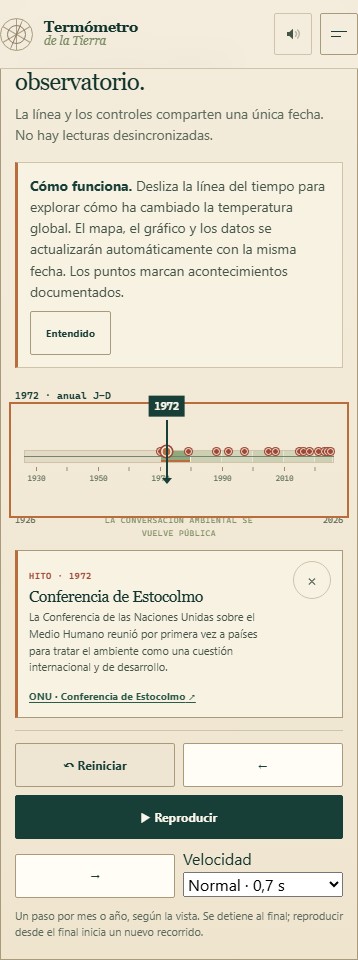 Termómetro
de la Tierra
observatorio.
La línea y los controles comparten una única fecha.
No hay lecturas desincronizadas.
Cómo funciona. Desliza la línea del tiempo para
explorar cómo ha cambiado la temperatura
global. El mapa, el gráfico y los datos se
actualizarán automáticamente con la misma
fecha. Los puntos marcan acontecimientos
documentados.
Entendido
1972 · anual J–D
1972
1930 1950 1970 1990 2010
1926 LA CONVERSACIÓN AMBIENTAL SE 2026
VUELVE PÚBLICA
HITO · 1972
×
Conferencia de Estocolmo
La Conferencia de las Naciones Unidas sobre el
Medio Humano reunió por primera vez a países
para tratar el ambiente como una cuestión
internacional y de desarrollo.
ONU · Conferencia de Estocolmo ↗
↶ Reiniciar
←
▶ Reproducir
→
Velocidad
Normal · 0,7 s
Un paso por mes o año, según la vista. Se detiene al final; reproducir
desde el final inicia un nuevo recorrido.